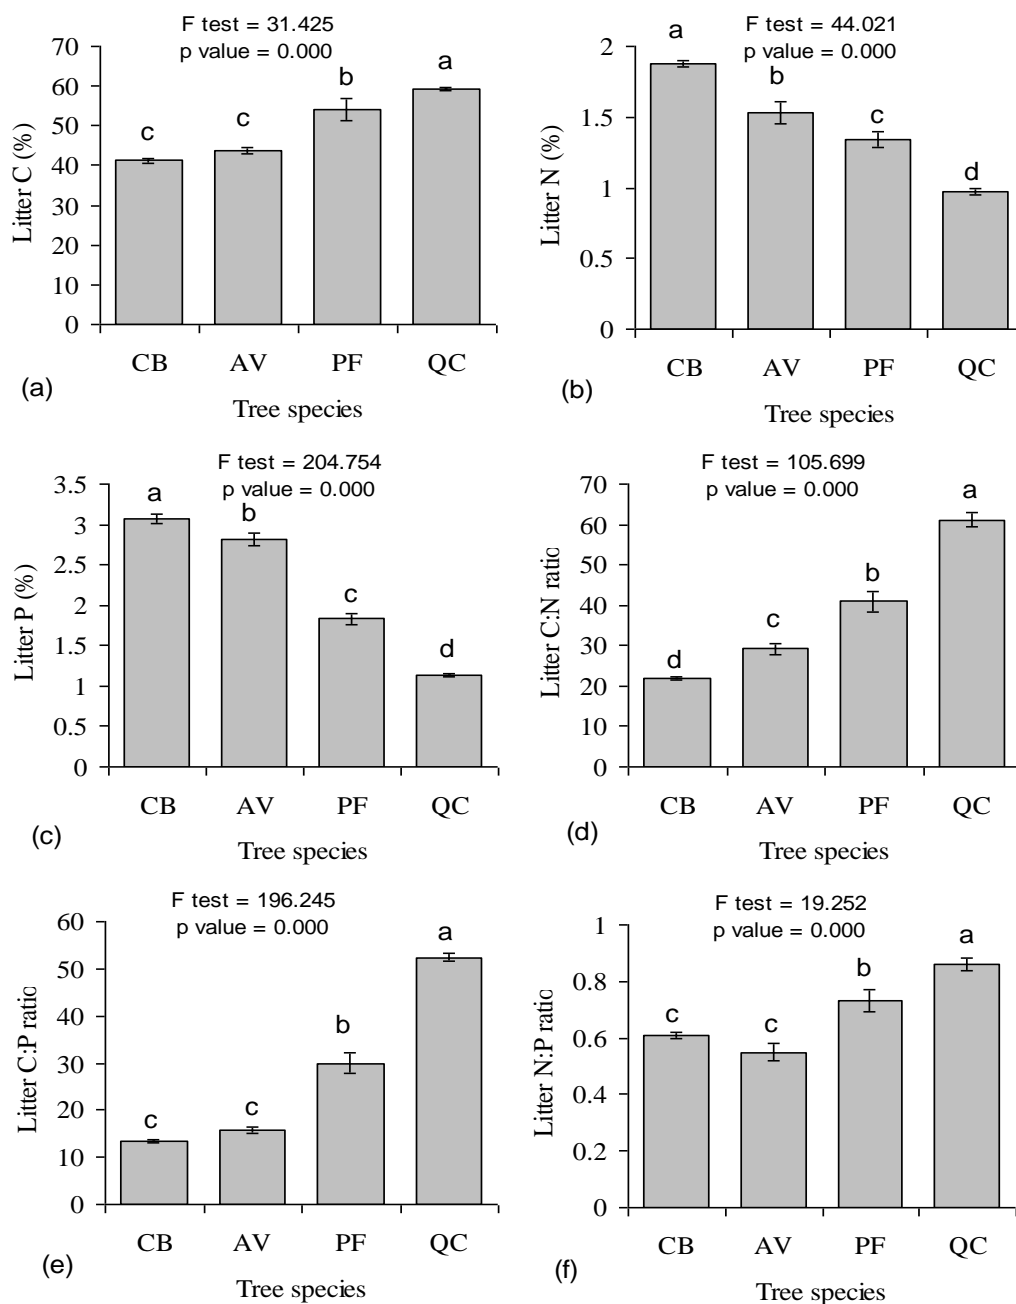 F test = 31.425
p value = 0.000
Litter C (%)
70
60
50
40
30
20
10
0
c
c
b
a
CB AV PF QC
(a)
Tree species
F test = 44.021
p value = 0.000
Litter N (%)
2
1.5
1
0.5
0
a
b
c
d
CB AV PF QC
(b)
Tree species
F test = 204.754
p value = 0.000
Litter P (%)
3.5
3
2.5
2
1.5
1
0.5
0
a
b
c
d
CB AV PF QC
(c)
Tree species
F test = 105.699
p value = 0.000
Litter C:N ratio
70
60
50
40
30
20
10
0
d
c
b
a
CB AV PF QC
(d)
Tree species
F test = 196.245
p value = 0.000
Litter C:P ratio
60
50
40
30
20
10
0
c
c
b
a
CB AV PF QC
(e)
Tree species
F test = 19.252
p value = 0.000
Litter N:P ratio
1
0.8
0.6
0.4
0.2
0
c
c
b
a
CB AV PF QC
(f)
Tree species